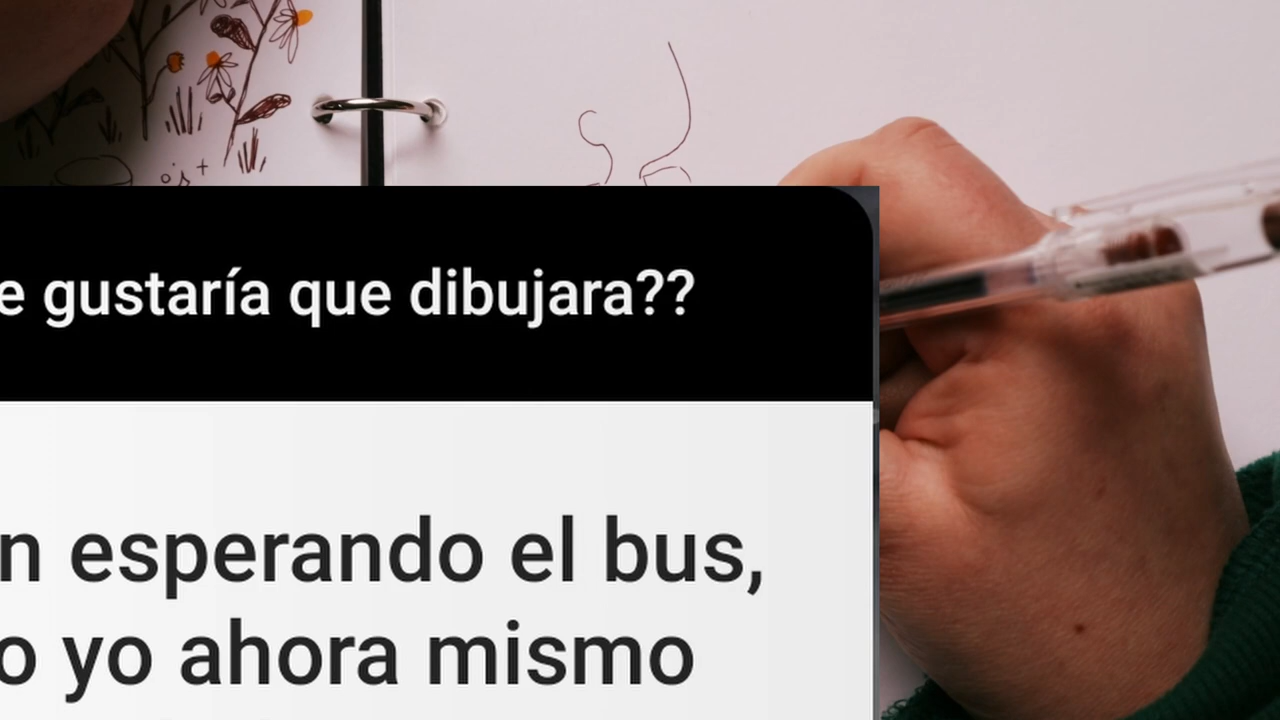 gustaría que dibujara??
esperando el bus,
yo ahora mismo